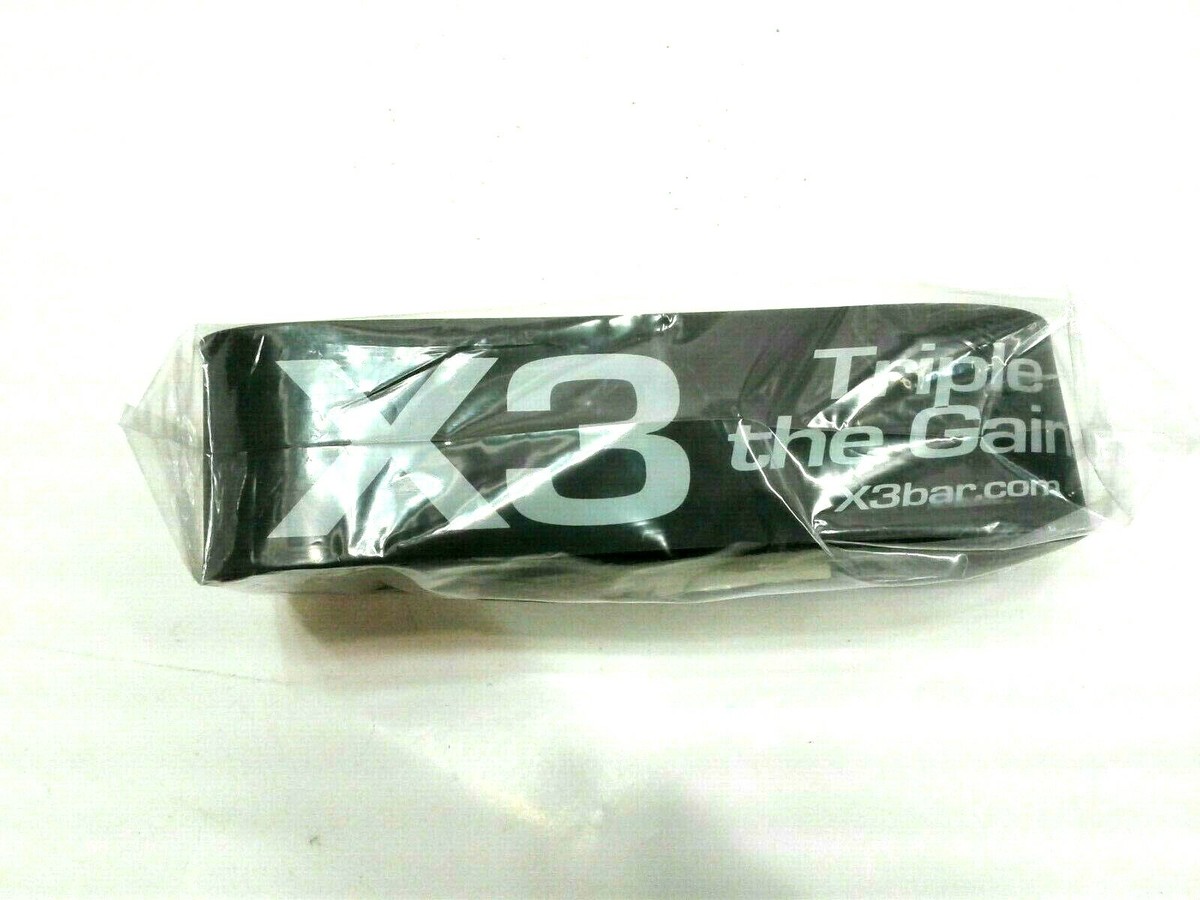 X3
Triple
the Gain
X3bar.com